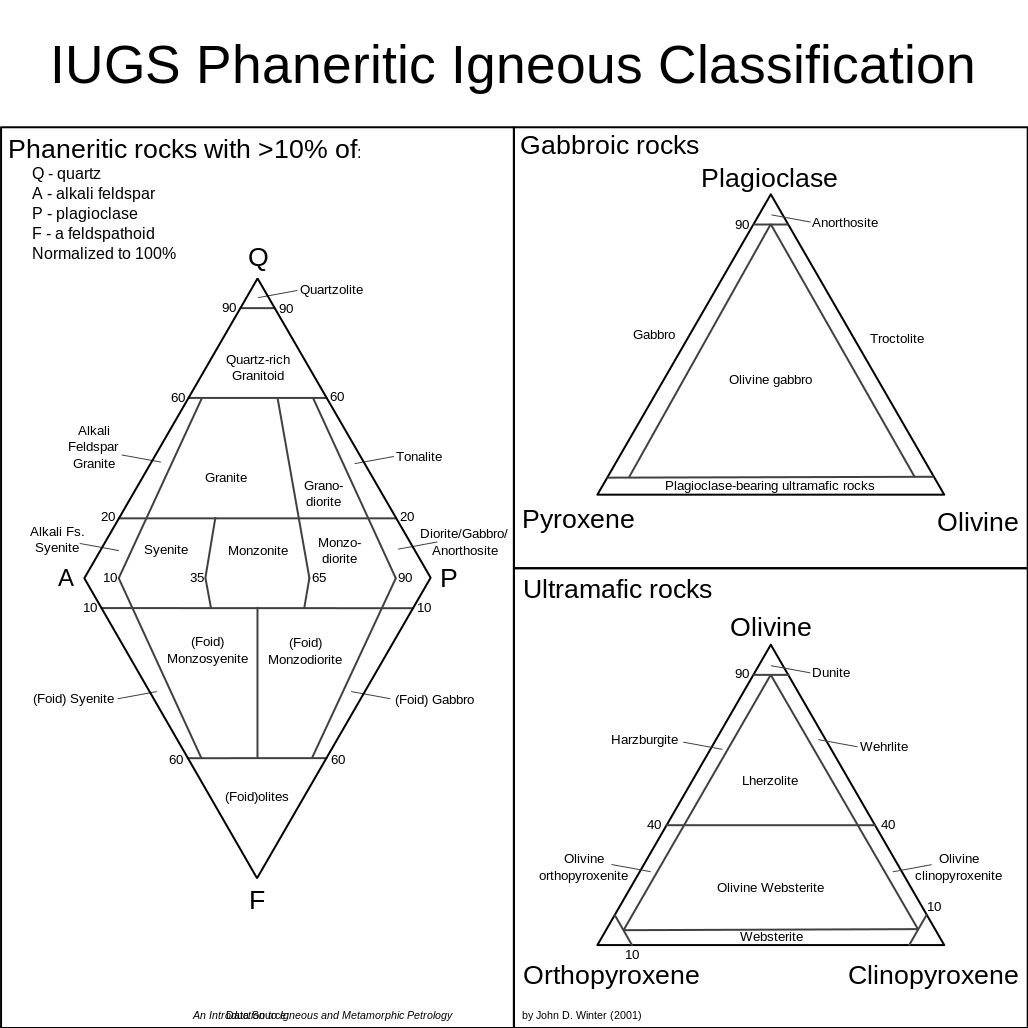 IUGS Phaneritic Igneous Classification
Phaneritic rocks with >10% of:
Q - quartz
A - alkali feldspar
P - plagioclase
F - a feldspathoid
Normalized to 100%
Q
Quartzolite
90
90
Quartz-rich
Granitoid
60
60
Alkali
Feldspar
Granite
Tonalite
Granite
Grano-
diorite
20
20
Alkali Fs.
Syenite
Diorite/Gabbro/
Anorthosite
Syenite
Monzonite
Monzo-
diorite
A
10
35
65
90
P
10
10
(Foid)
Monzosyenite
(Foid)
Monzodiorite
(Foid) Syenite
(Foid) Gabbro
60
60
(Foid)olites
F
An Introduction to Igneous and Metamorphic Petrology
Data Source:
Gabbroic rocks
Plagioclase
90
Anorthosite
Gabbro
Troctolite
Olivine gabbro
Plagioclase-bearing ultramafic rocks
Pyroxene
Olivine
Ultramafic rocks
Olivine
90
Dunite
Harzburgite
Wehrlite
Lherzolite
40
40
Olivine
orthopyroxenite
Olivine
clinopyroxenite
Olivine Websterite
10
Websterite
10
Orthopyroxene
Clinopyroxene
by John D. Winter (2001)